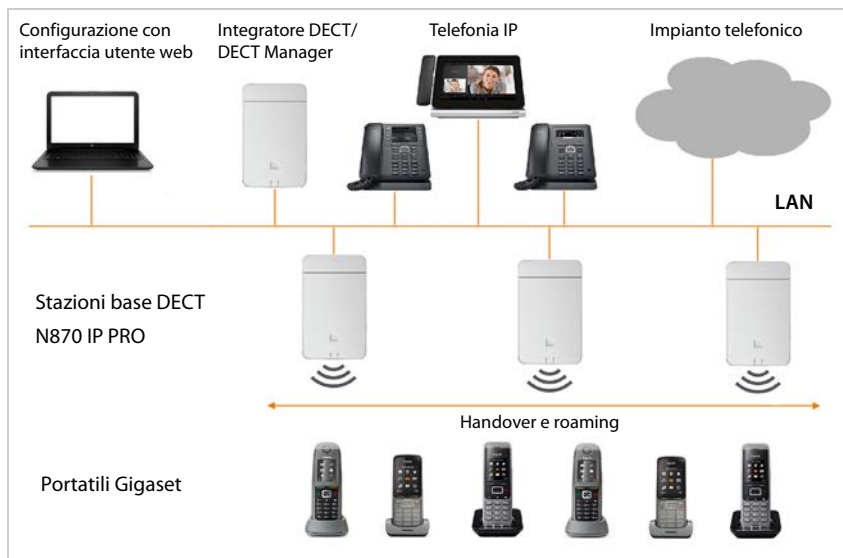 Configurazione con
interfaccia utente web
Integratore DECT/
DECT Manager
Telefonia IP
Impianto telefonico
LAN
Stazioni base DECT
N870 IP PRO
Handover e roaming
Portatili Gigaset